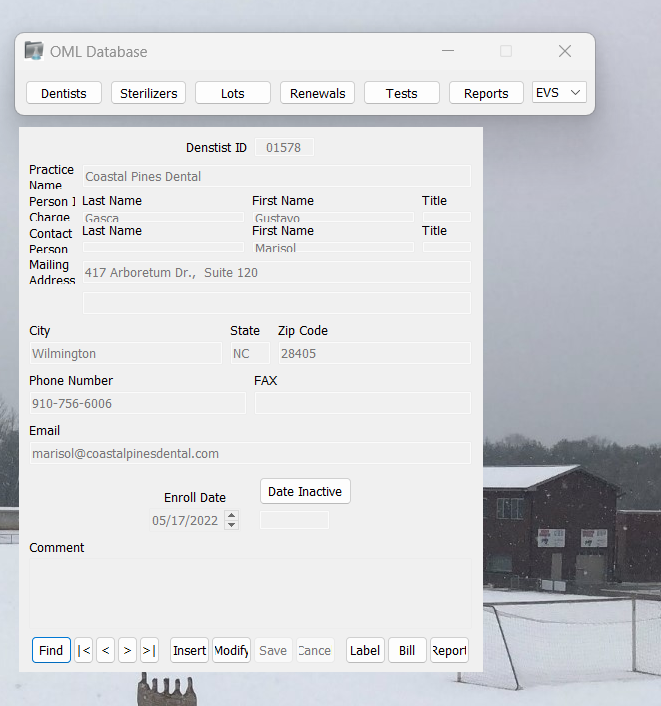 OML Database
Dentists Sterilizers Lots Renewals Tests Reports EVS
Denstist ID 01578
Practice
Name
Coastal Pines Dental
Person I
Charge
Last Name First Name Title
Gasca Gustavo
Contact
Person
Last Name First Name Title
Marisol
Mailing
Address
417 Arboretum Dr., Suite 120
City State Zip Code
Wilmington NC 28405
Phone Number FAX
910-756-6006
Email
marisol@coastalpinesdental.com
Enroll Date Date Inactive
05/17/2022
Comment
Find |< < > >| Insert Modify Save Cance Label Bill Report